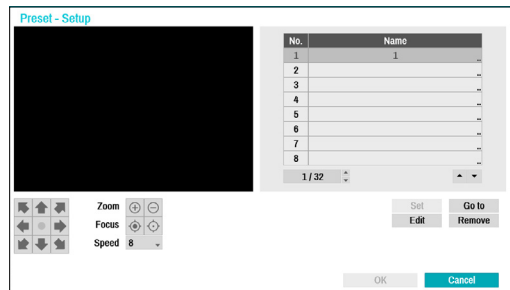 Preset - Setup
No. Name
1 1 ...
2 ...
3 ...
4 ...
5 ...
6 ...
7 ...
8 ...
1 / 32
Zoom
Focus
Speed 8
Set Go to
Edit Remove
OK Cancel